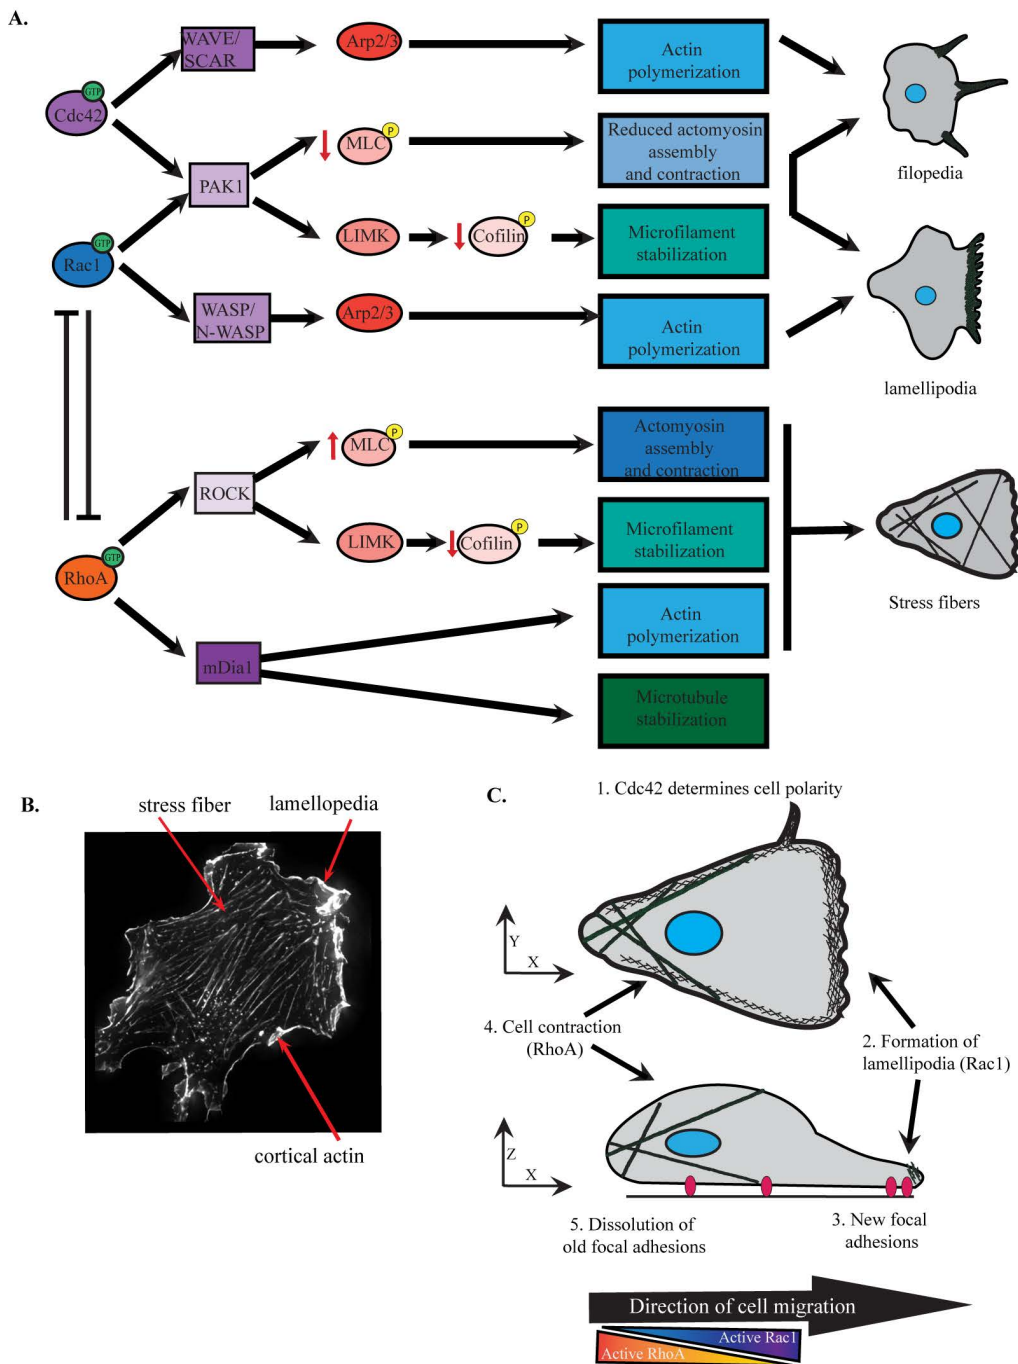 A.
WAVE/
SCAR
Arp2/3
Actin
polymerization
GTP
Cdc42
filopedia
PAK1
MLC
P
Reduced actomyosin
assembly
and contraction
LIMK
Cofilin
P
Microfilament
stabilization
GTP
Rac1
WASP/
N-WASP
Arp2/3
Actin
polymerization
lamellipodia
ROCK
MLC
P
Actomyosin
assembly
and contraction
LIMK
Cofilin
P
Microfilament
stabilization
GTP
RhoA
Stress fibers
mDia1
Actin
polymerization
Microtubule
stabilization
B.
stress fiber
lamellopedia
cortical actin
C.
1. Cdc42 determines cell polarity
Y
X
4. Cell contraction
(RhoA)
2. Formation of
lamellipodia (Rac1)
Z
X
5. Dissolution of
old focal adhesions
3. New focal
adhesions
Direction of cell migration
Active Rac1
Active RhoA